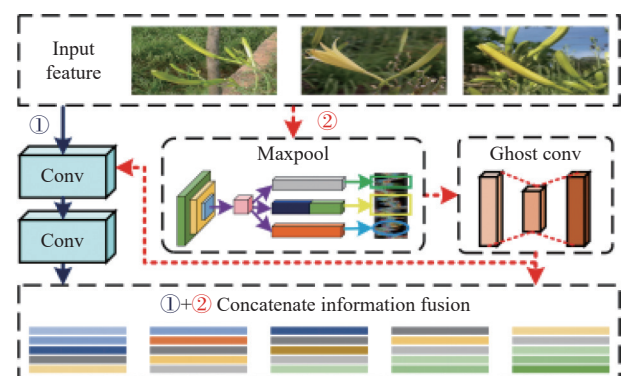 Input
feature
①
②
Maxpool
Ghost conv
Conv
Conv
①+② Concatenate information fusion